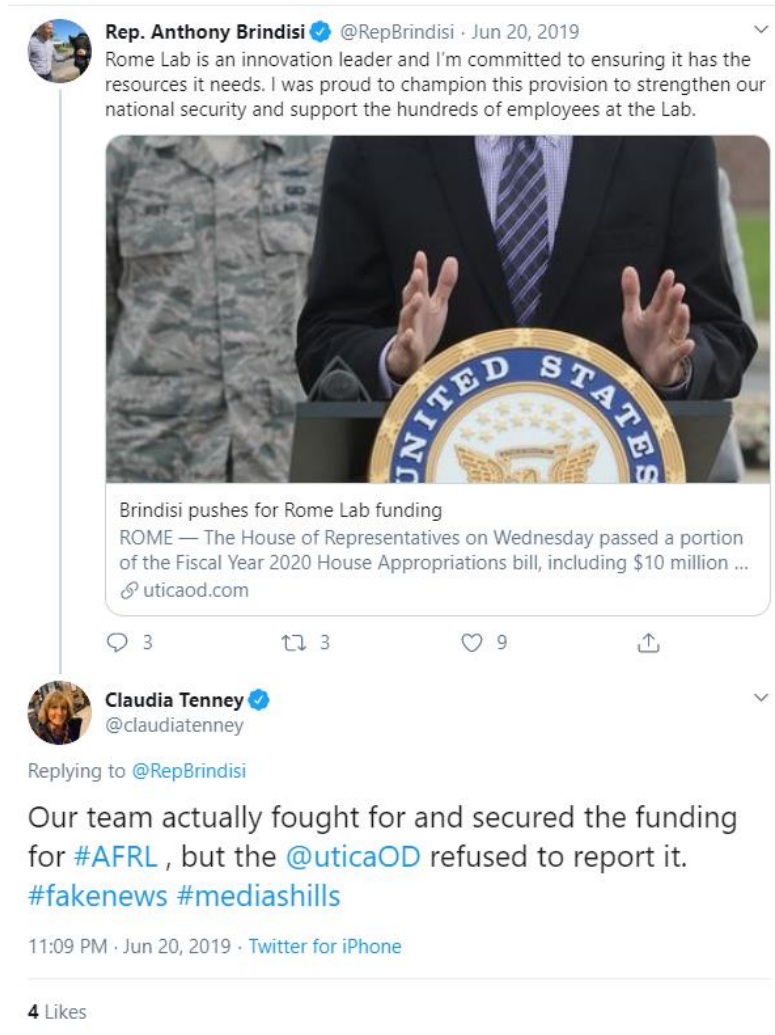 Rep. Anthony Brindisi @RepBrindisi · Jun 20, 2019
Rome Lab is an innovation leader and I'm committed to ensuring it has the
resources it needs. I was proud to champion this provision to strengthen our
national security and support the hundreds of employees at the Lab.
UNITED STATES
Brindisi pushes for Rome Lab funding
ROME — The House of Representatives on Wednesday passed a portion
of the Fiscal Year 2020 House Appropriations bill, including $10 million ...
uticaod.com
3 3 9
Claudia Tenney
@claudiatenney
Replying to @RepBrindisi
Our team actually fought for and secured the funding
for #AFRL , but the @uticaOD refused to report it.
#fakenews #mediashills
11:09 PM · Jun 20, 2019 · Twitter for iPhone
4 Likes